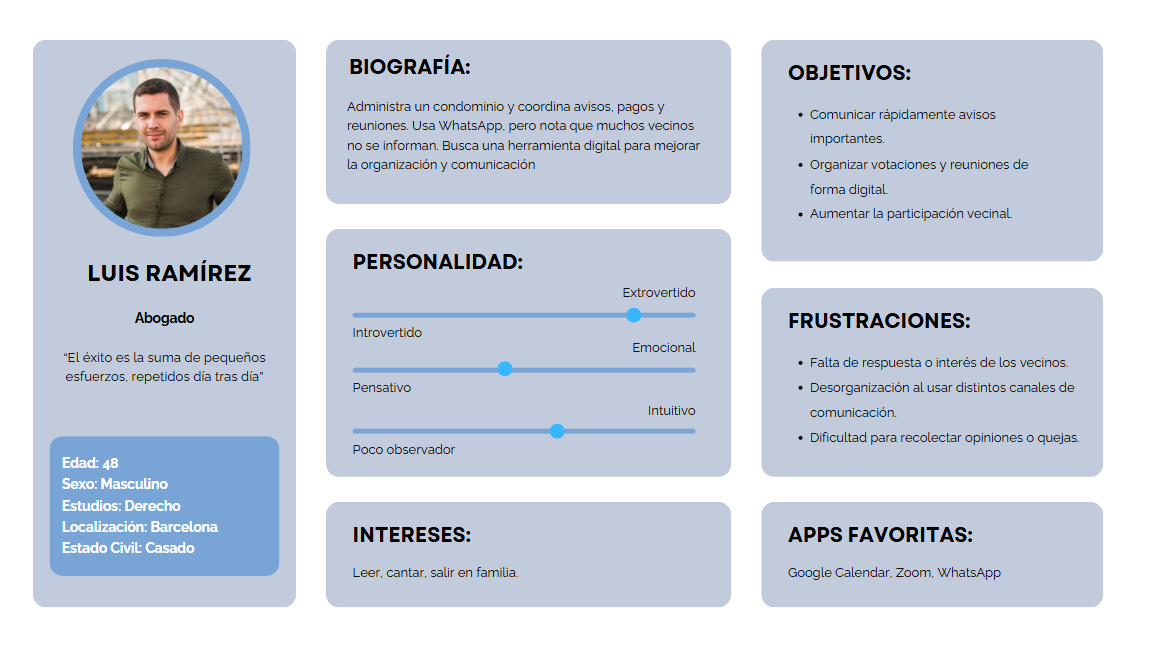 LUIS RAMÍREZ
Abogado
“El éxito es la suma de pequeños
esfuerzos, repetidos día tras día”
Edad: 48
Sexo: Masculino
Estudios: Derecho
Localización: Barcelona
Estado Civil: Casado
BIOGRAFÍA:
Administra un condominio y coordina avisos, pagos y
reuniones. Usa WhatsApp, pero nota que muchos vecinos
no se informan. Busca una herramienta digital para mejorar
la organización y comunicación
PERSONALIDAD:
Extrovertido
Introvertido
Emocional
Pensativo
Intuitivo
Poco observador
INTERESES:
Leer, cantar, salir en familia.
OBJETIVOS:
• Comunicar rápidamente avisos
importantes.
• Organizar votaciones y reuniones de
forma digital.
• Aumentar la participación vecinal.
FRUSTRACIONES:
• Falta de respuesta o interés de los vecinos.
• Desorganización al usar distintos canales de
comunicación.
• Dificultad para recolectar opiniones o quejas.
APPS FAVORITAS:
Google Calendar, Zoom, WhatsApp